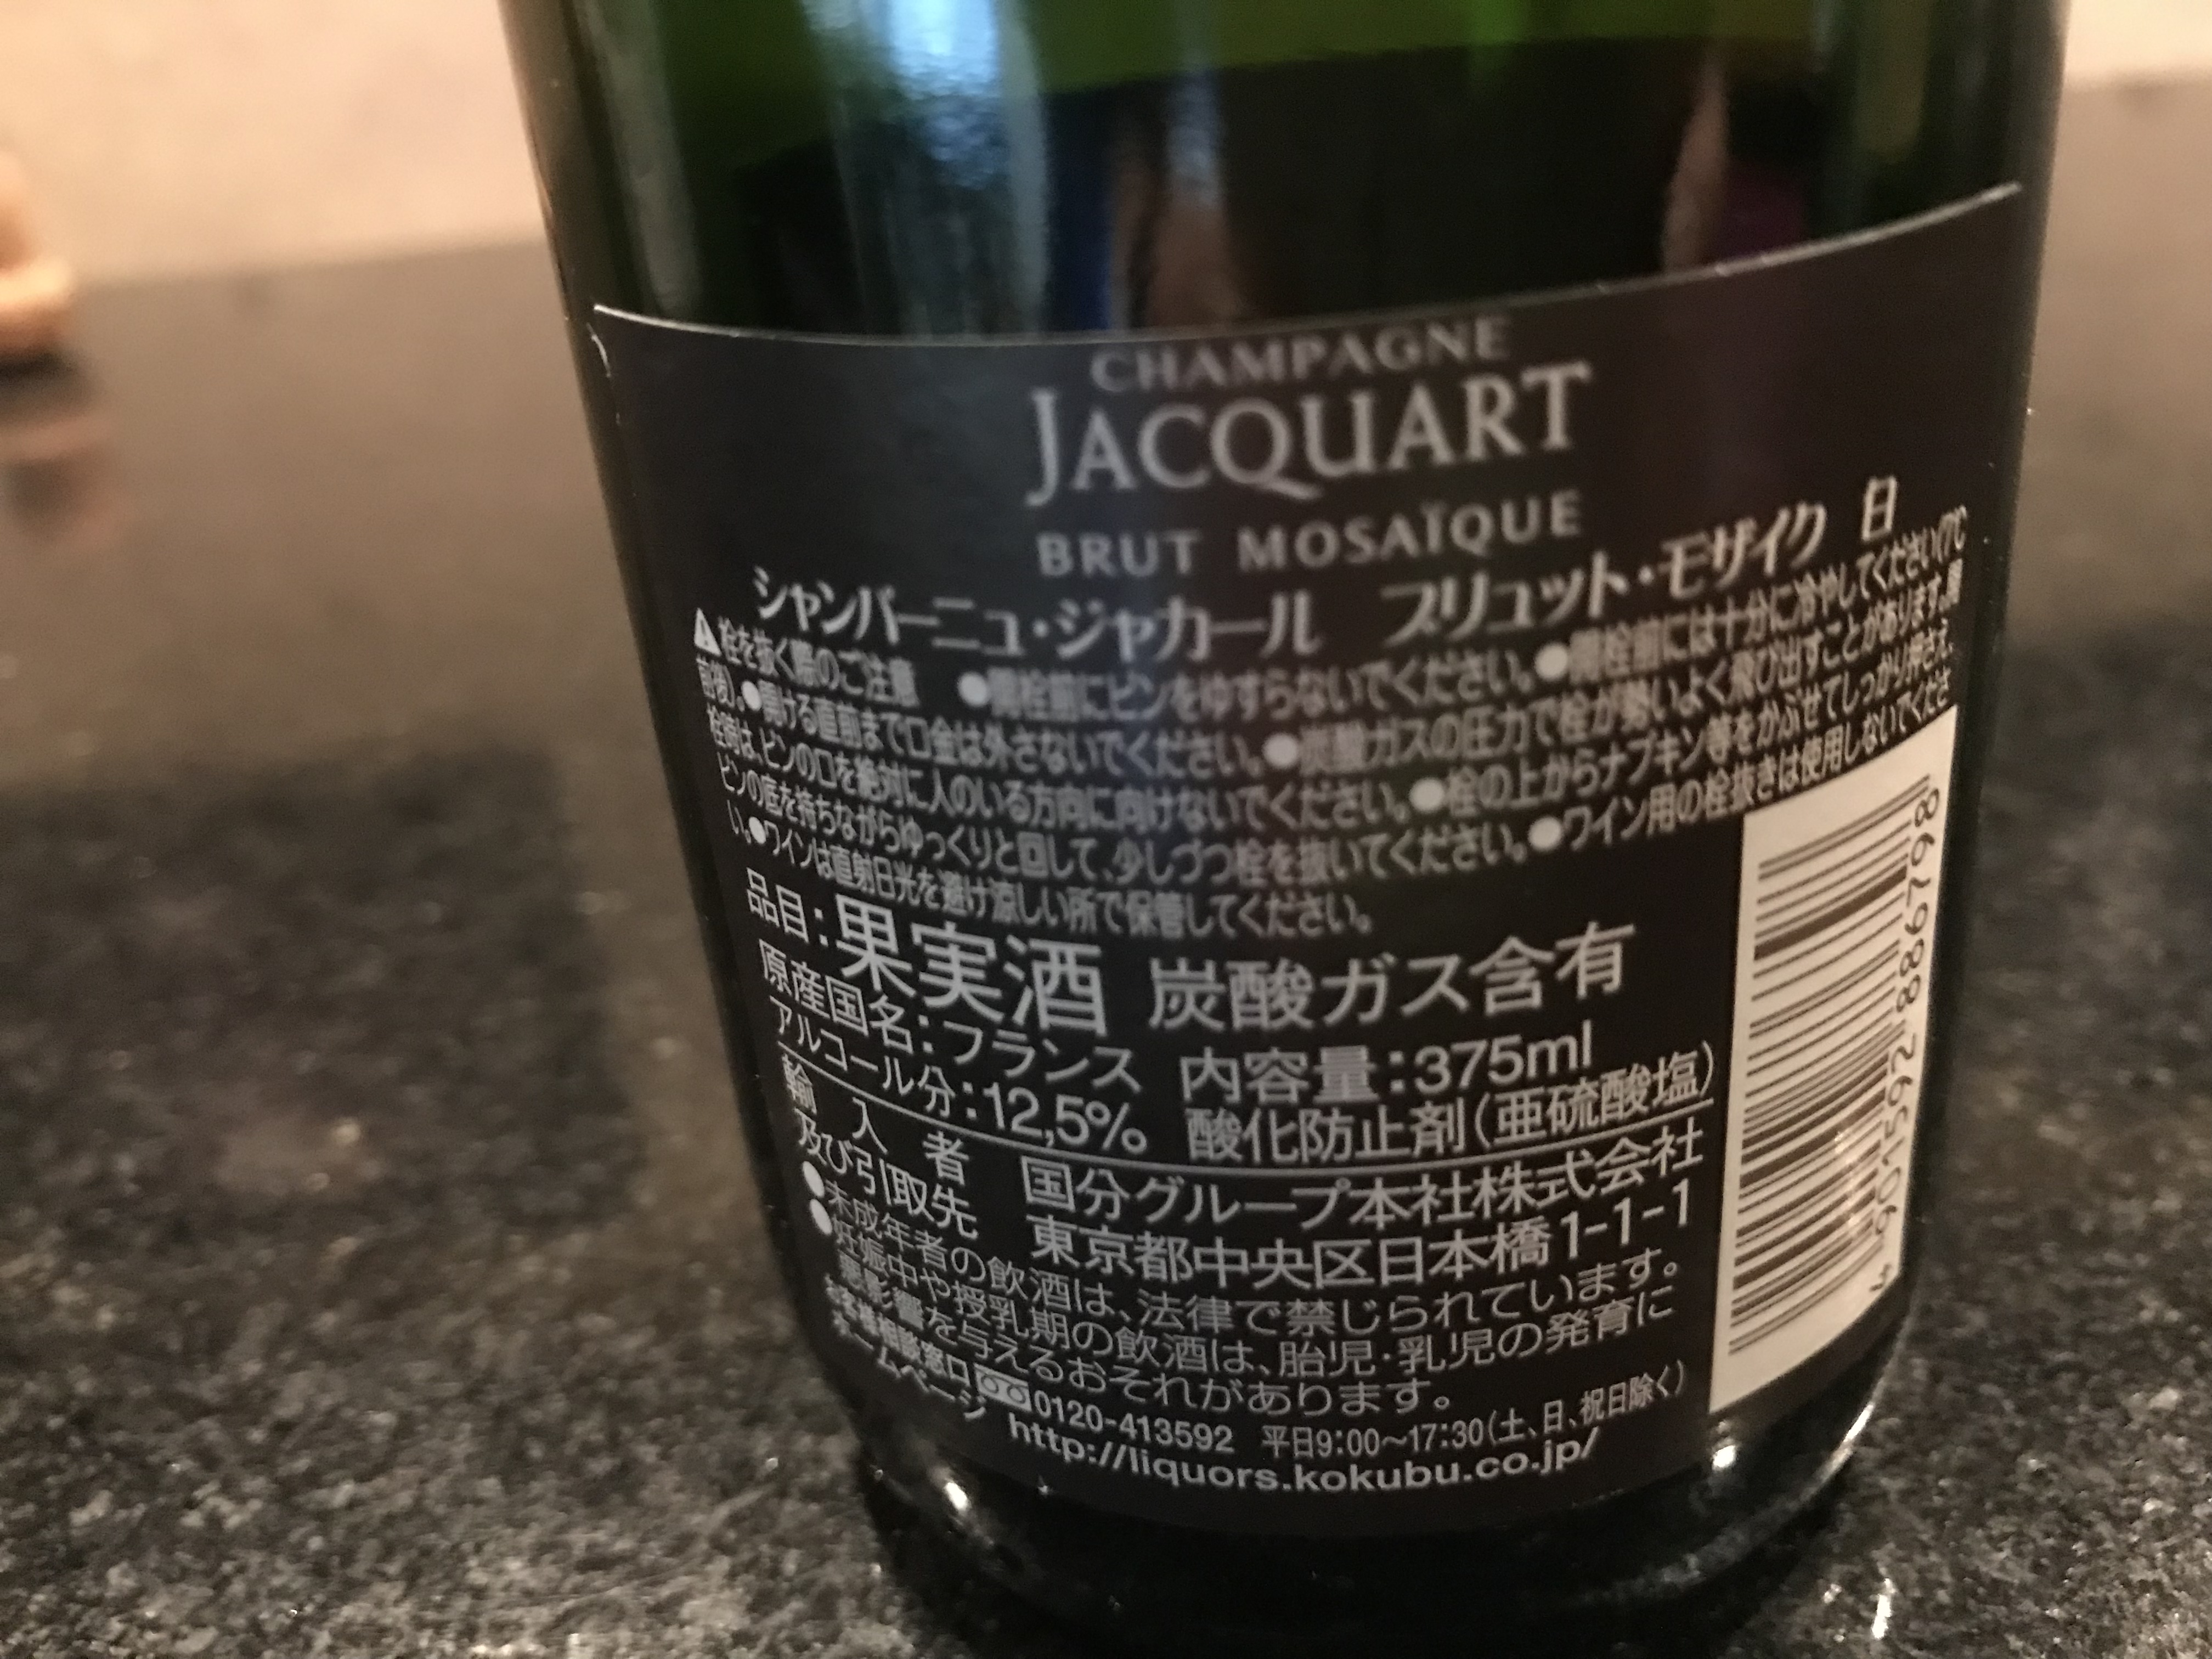 CHAMPAGNE
JACQUART
BRUT MOSAÏQUE
シャンパーニュ・ジャカール ブリュット・モザイク 白
栓を抜く際のご注意 ●開栓前にビンをゆすらないでください。●開栓前には十分に冷やしてください(7℃
前後)。●開ける直前まで口金は外さないでください。●炭酸ガスの圧力で栓が勢いよく飛び出すことがあります。開
栓時は、ビンの口を絶対に人のいる方向に向けないでください。●栓の上からナプキン等をかぶせてしっかり押さえ、
ビンの底を持ちながらゆっくりと回して、少しづつ栓を抜いてください。●ワイン用の栓抜きは使用しないでくださ
い。●ワインは直射日光を避け涼しい所で保管してください。
品目:果実酒 炭酸ガス含有
原産国名:フランス 内容量:375ml
アルコール分:12,5% 酸化防止剤(亜硫酸塩)
輸入者 国分グループ本社株式会社
及び引取先 東京都中央区日本橋1-1-1
●未成年者の飲酒は、法律で禁じられています。
●妊娠中や授乳期の飲酒は、胎児・乳児の発育に
悪影響を与えるおそれがあります。
お客様相談窓口 0120-413592 平日9:00〜17:30(土、日、祝日除く)
ホームページ http://liquors.kokubu.co.jp/